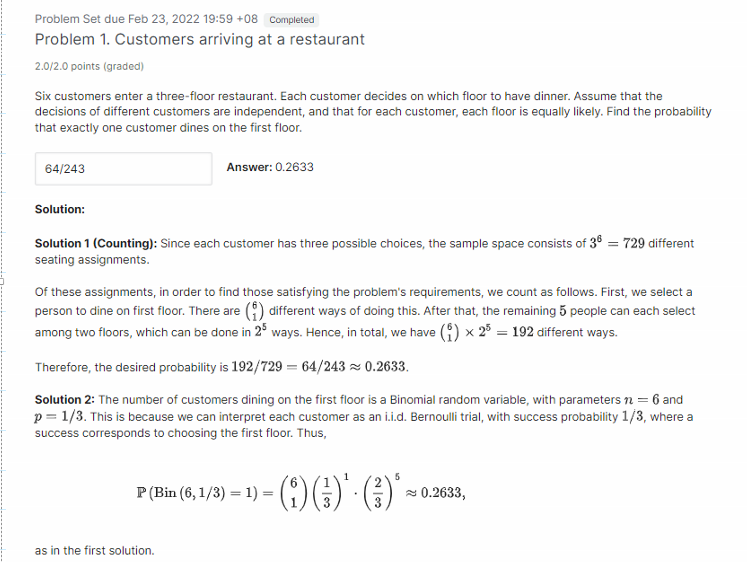 Problem Set due Feb 23, 2022 19:59 +08 Completed
Problem 1. Customers arriving at a restaurant
2.0/2.0 points (graded)
Six customers enter a three-floor restaurant. Each customer decides on which floor to have dinner. Assume that the
decisions of different customers are independent, and that for each customer, each floor is equally likely. Find the probability
that exactly one customer dines on the first floor.
64/243 Answer: 0.2633
Solution:
Solution 1 (Counting): Since each customer has three possible choices, the sample space consists of 3^6 = 729 different
seating assignments.
Of these assignments, in order to find those satisfying the problem's requirements, we count as follows. First, we select a
person to dine on first floor. There are \binom{6}{1} different ways of doing this. After that, the remaining 5 people can each select
among two floors, which can be done in 2^5 ways. Hence, in total, we have \binom{6}{1} × 2^5 = 192 different ways.
Therefore, the desired probability is 192/729 = 64/243 ≈ 0.2633.
Solution 2: The number of customers dining on the first floor is a Binomial random variable, with parameters n = 6 and
p = 1/3. This is because we can interpret each customer as an i.i.d. Bernoulli trial, with success probability 1/3, where a
success corresponds to choosing the first floor. Thus,
ℙ (Bin (6, 1/3) = 1) = \binom{6}{1} (\frac{1}{3})^1 · (\frac{2}{3})^5 ≈ 0.2633,
as in the first solution.